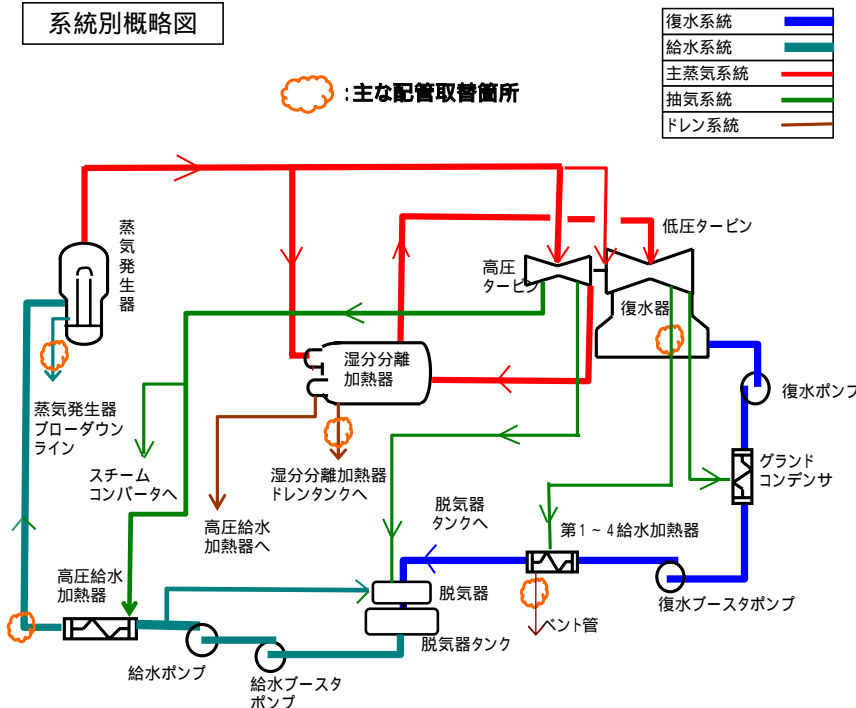 系統別概略図
復水系統
給水系統
主蒸気系統
抽気系統
ドレン系統
:主な配管取替箇所
蒸気発生器
低圧タービン
高圧
タービン
復水器
湿分分離
加熱器
復水ポンプ
蒸気発生器
ブローダウン
ライン
スチーム
コンバータへ
湿分分離加熱器
ドレンタンクへ
グランド
コンデンサ
高圧給水
加熱器へ
脱気器
タンクへ
第1~4給水加熱器
高圧給水
加熱器
脱気器
復水ブースタポンプ
ベント管
脱気器タンク
給水ポンプ
給水ブースタ
ポンプ